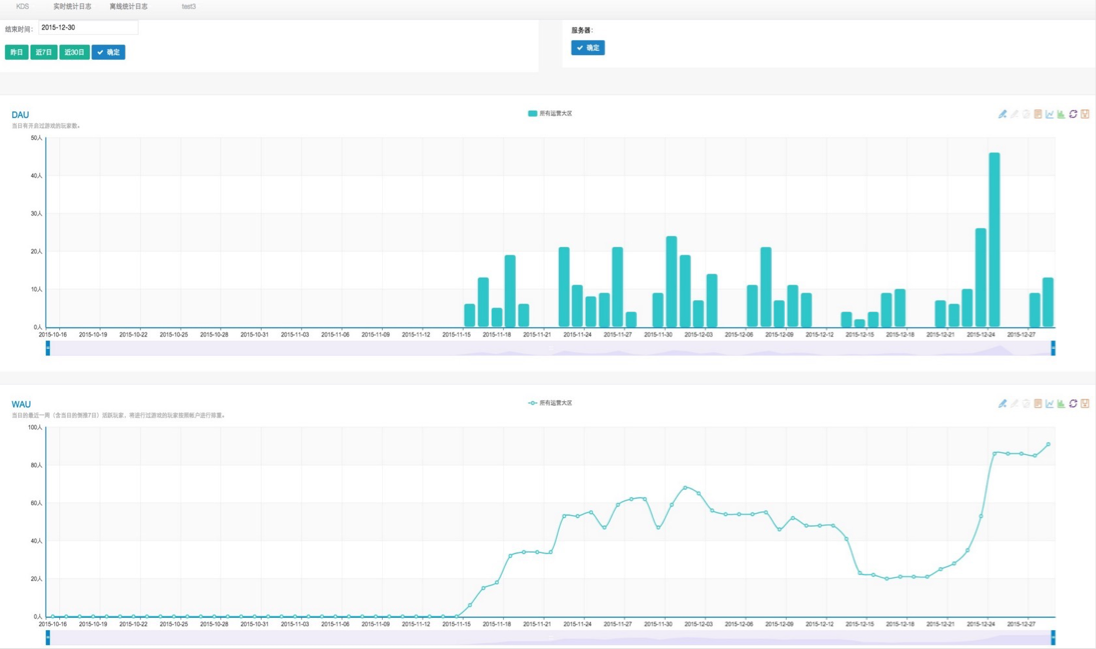 KDS 实时统计日志 离线统计日志 test3
结束时间： 2015-12-30
服务器：
昨日 近7日 近30日 确定
确定
DAU
所有运营大区
当日有开启过游戏的玩家数。
50人
40人
30人
20人
10人
0人
2015-10-16 2015-10-19 2015-10-22 2015-10-25 2015-10-28 2015-10-31 2015-11-03 2015-11-06 2015-11-09 2015-11-12 2015-11-15 2015-11-18 2015-11-21 2015-11-24 2015-11-27 2015-11-30 2015-12-03 2015-12-06 2015-12-09 2015-12-12 2015-12-15 2015-12-18 2015-12-21 2015-12-24 2015-12-27
WAU
所有运营大区
当日的最近一周（含当日的倒推7日）活跃玩家，将进行过游戏的玩家按照帐户进行排重。
100人
80人
60人
40人
20人
0人
2015-10-16 2015-10-19 2015-10-22 2015-10-25 2015-10-28 2015-10-31 2015-11-03 2015-11-06 2015-11-09 2015-11-12 2015-11-15 2015-11-18 2015-11-21 2015-11-24 2015-11-27 2015-11-30 2015-12-03 2015-12-06 2015-12-09 2015-12-12 2015-12-15 2015-12-18 2015-12-21 2015-12-24 2015-12-27